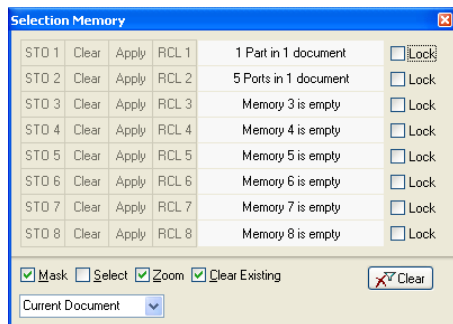 Selection Memory
STO 1 Clear Apply RCL 1 1 Part in 1 document Lock
STO 2 Clear Apply RCL 2 5 Ports in 1 document Lock
STO 3 Clear Apply RCL 3 Memory 3 is empty Lock
STO 4 Clear Apply RCL 4 Memory 4 is empty Lock
STO 5 Clear Apply RCL 5 Memory 5 is empty Lock
STO 6 Clear Apply RCL 6 Memory 6 is empty Lock
STO 7 Clear Apply RCL 7 Memory 7 is empty Lock
STO 8 Clear Apply RCL 8 Memory 8 is empty Lock
Mask Select Zoom Clear Existing Clear
Current Document